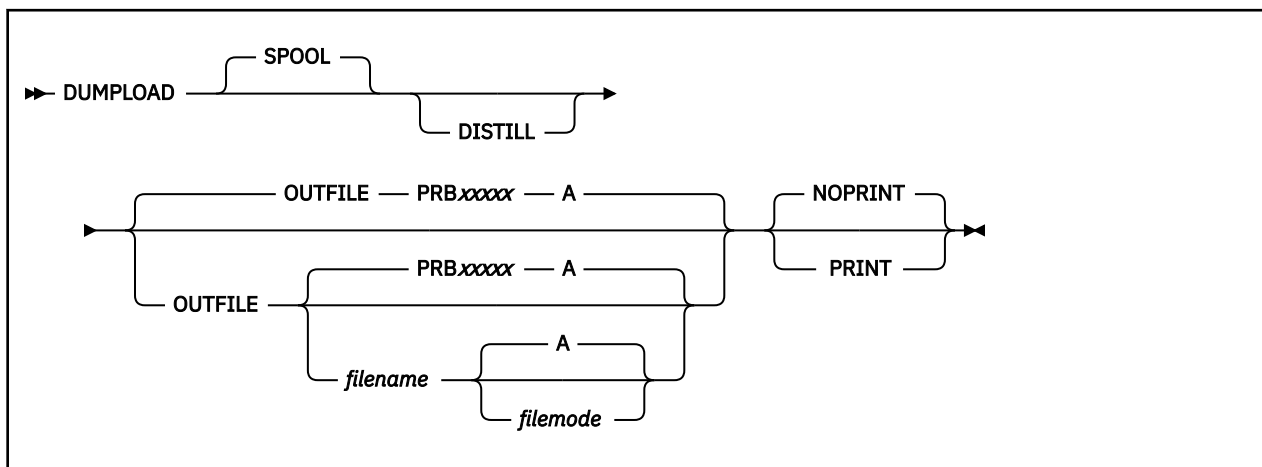 SPOOL
DUMPLOAD
DISTILL
OUTFILE PRBxxxxx A NOPRINT
PRBxxxxx A PRINT
OUTFILE
A
filename
filemode